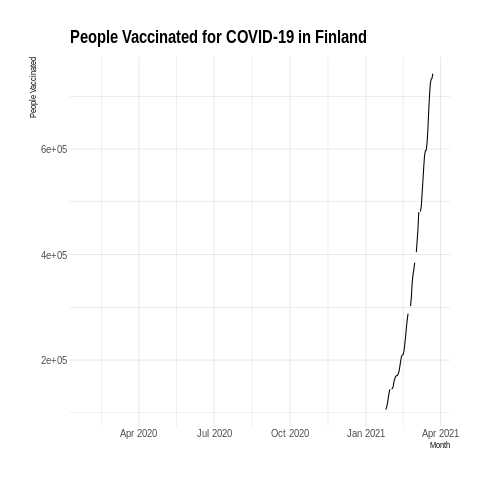 People Vaccinated for COVID-19 in Finland
People Vaccinated
6e+05
4e+05
2e+05
Apr 2020 Jul 2020 Oct 2020 Jan 2021 Apr 2021
Month